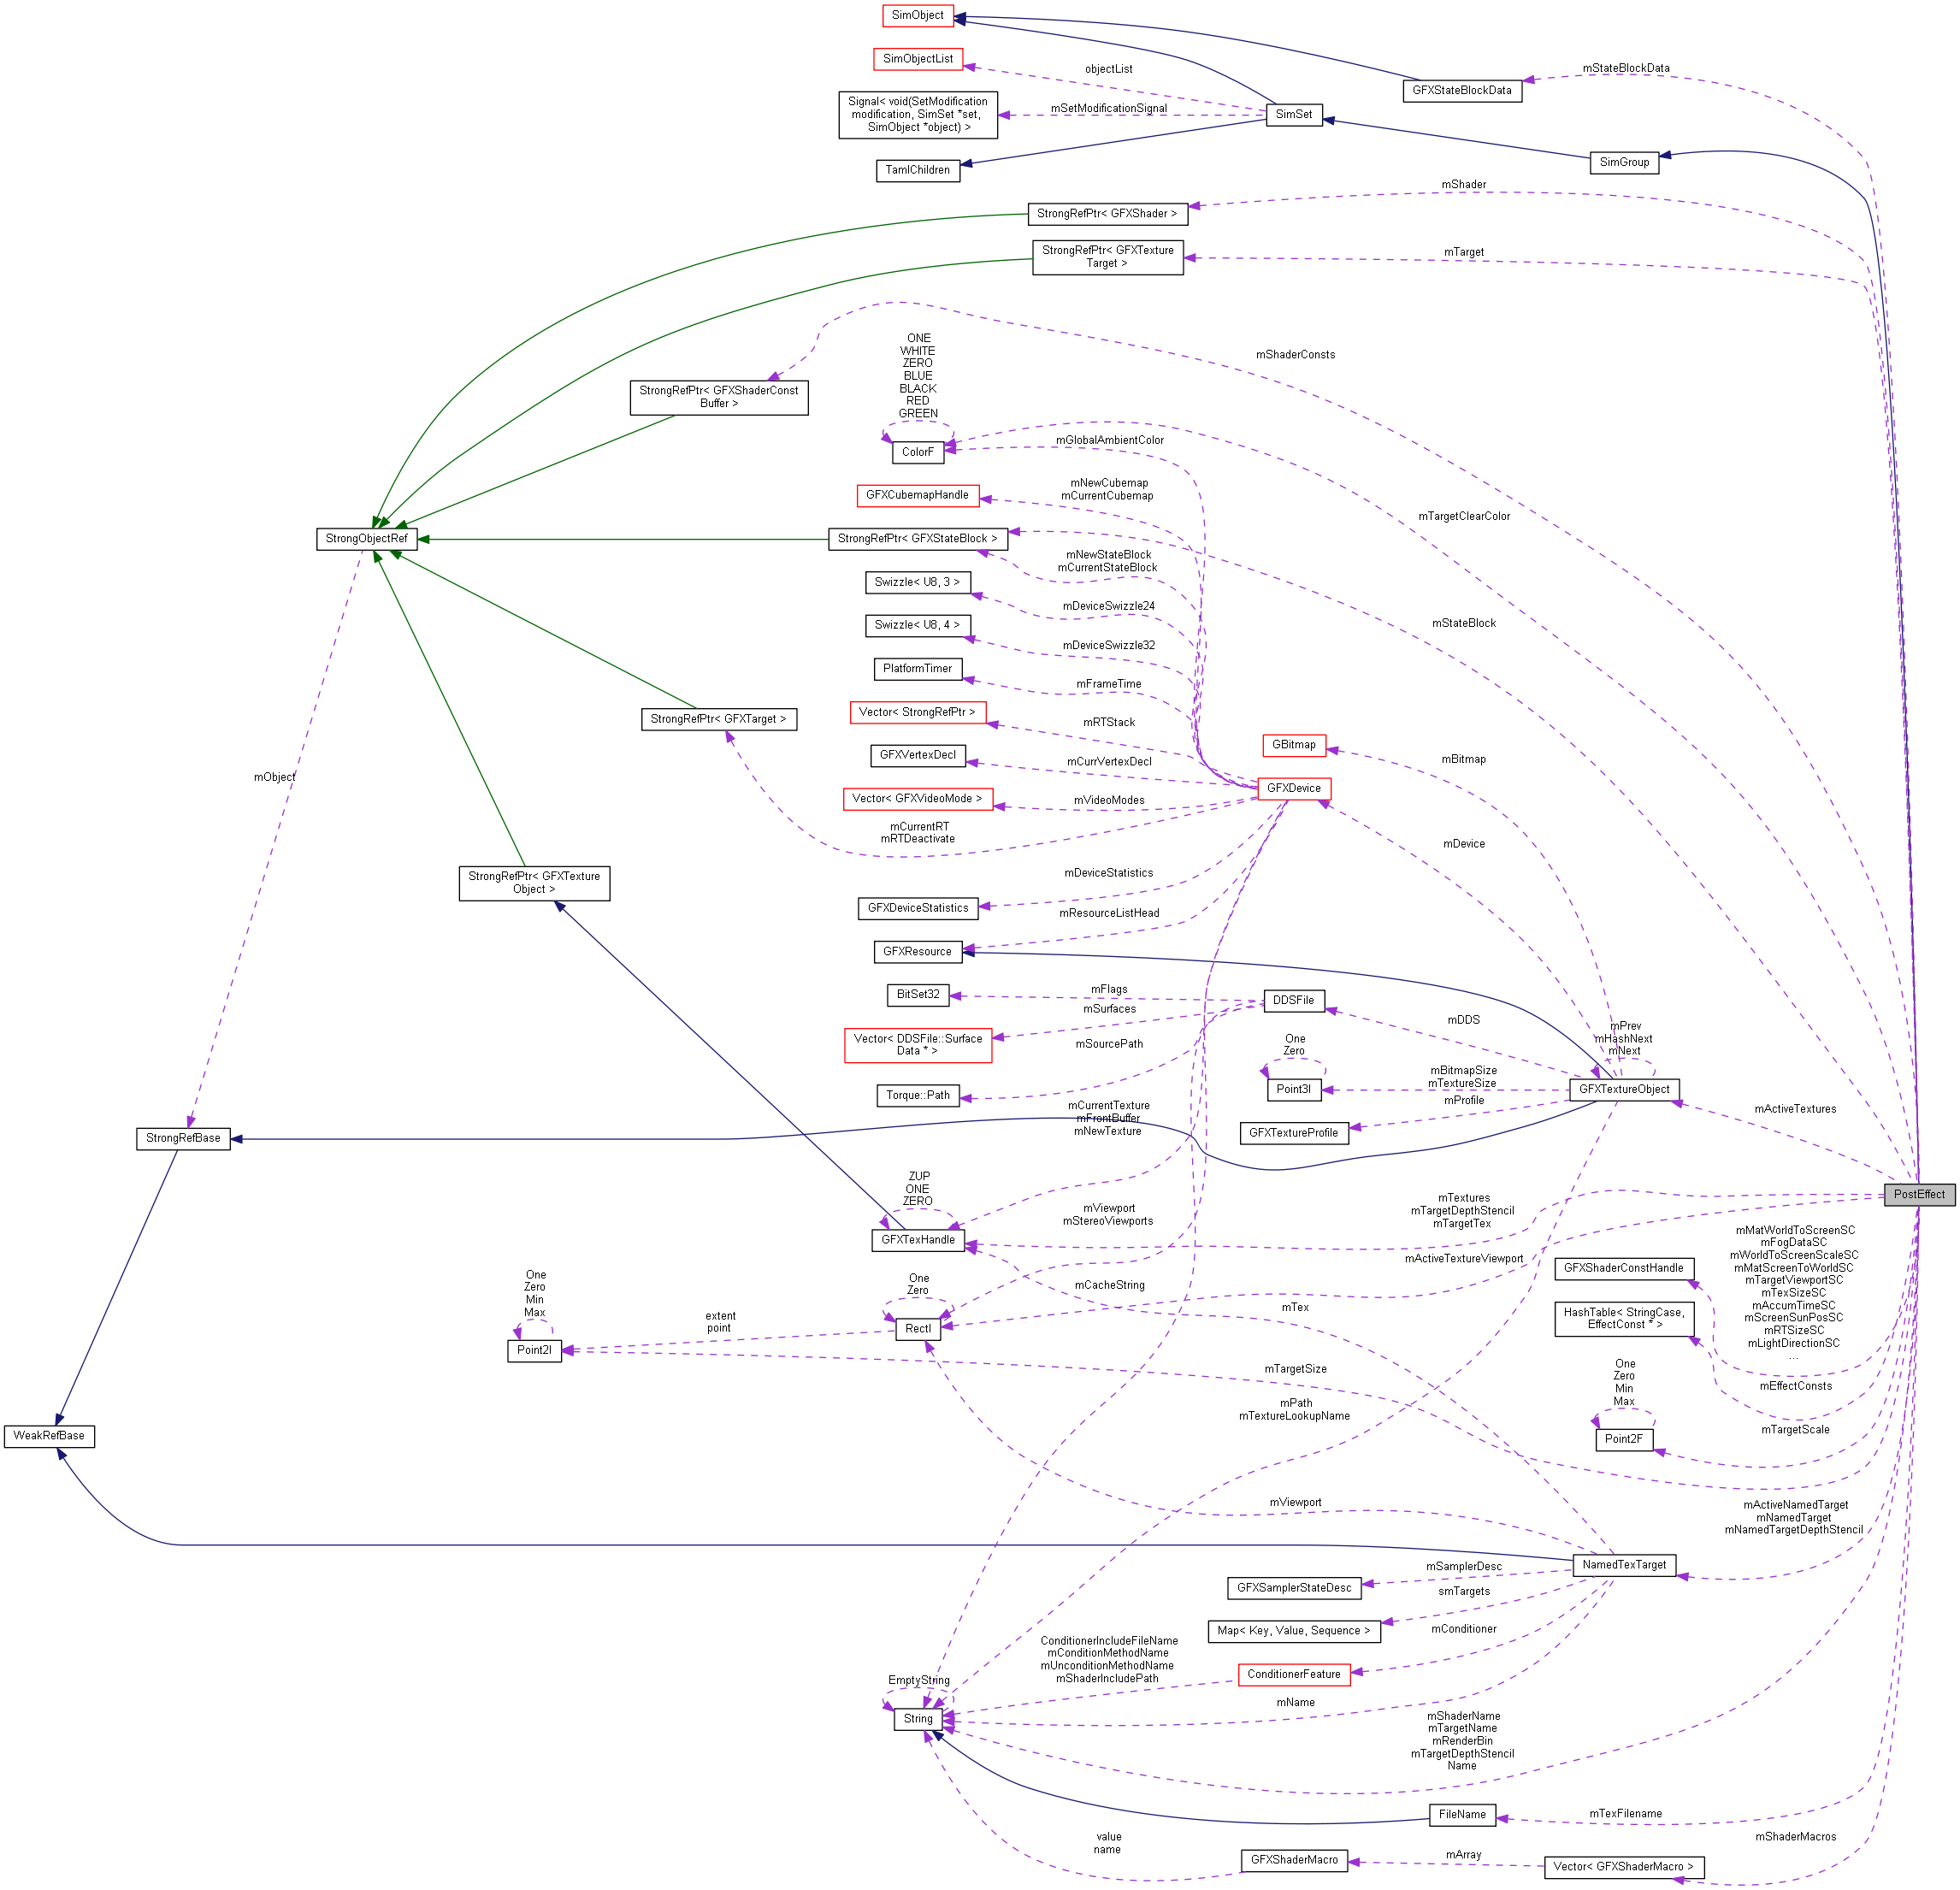 SimObject
SimObjectList
objectList
mStateBlockData
GFXStateBlockData
Signal< void(SetModification
modification, SimSet *set,
SimObject *object) >
mSetModificationSignal
SimSet
TamlChildren
SimGroup
mShader
StrongRefPtr< GFXShader >
StrongRefPtr< GFXTexture
Target >
mTarget
ONE
WHITE
ZERO
BLUE
BLACK
RED
GREEN
mShaderConsts
StrongRefPtr< GFXShaderConst
Buffer >
ColorF
mGlobalAmbientColor
GFXCubemapHandle
mNewCubemap
mCurrentCubemap
mTargetClearColor
StrongObjectRef
StrongRefPtr< GFXStateBlock >
mNewStateBlock
mCurrentStateBlock
Swizzle< U8, 3 >
mDeviceSwizzle24
mStateBlock
Swizzle< U8, 4 >
mDeviceSwizzle32
PlatformTimer
mFrameTime
StrongRefPtr< GFXTarget >
Vector< StrongRefPtr >
mRTStack
GFXVertexDecl
mCurrVertexDecl
GBitmap
mBitmap
mObject
GFXDevice
Vector< GFXVideoMode >
mVideoModes
mCurrentRT
mRTDeactivate
mDevice
StrongRefPtr< GFXTexture
Object >
mDeviceStatistics
GFXDeviceStatistics
mResourceListHead
GFXResource
BitSet32
mFlags
DDSFile
mSurfaces
Vector< DDSFile::Surface
Data * >
mSourcePath
mDDS
mPrev
mHashNext
mNext
One
Zero
Point3I
mBitmapSize
mTextureSize
GFXTextureObject
Torque::Path
mProfile
mCurrentTexture
mFrontBuffer
mNewTexture
GFXTextureProfile
mActiveTextures
StrongRefBase
ZUP
ONE
ZERO
PostEffect
mViewport
mStereoViewports
mTextures
mTargetDepthStencil
mTargetTex
GFXTexHandle
mActiveTextureViewport
mMatWorldToScreenSC
mFogDataSC
mWorldToScreenScaleSC
mMatScreenToWorldSC
mTargetViewportSC
mTexSizeSC
mAccumTimeSC
mScreenSunPosSC
mRTSizeSC
mLightDirectionSC
...
GFXShaderConstHandle
One
Zero
Min
Max
One
Zero
mCacheString
mTex
HashTable< StringCase,
EffectConst * >
extent
point
RectI
Point2I
mTargetSize
One
Zero
Min
Max
mEffectConsts
mPath
mTextureLookupName
mTargetScale
WeakRefBase
Point2F
mViewport
mActiveNamedTarget
mNamedTarget
mNamedTargetDepthStencil
NamedTexTarget
mSamplerDesc
GFXSamplerStateDesc
smTargets
Map< Key, Value, Sequence >
mConditioner
ConditionerIncludeFileName
mConditionMethodName
mUnconditionMethodName
mShaderIncludePath
ConditionerFeature
EmptyString
String
mName
mShaderName
mTargetName
mRenderBin
mTargetDepthStencil
Name
FileName
mTexFilename
value
name
GFXShaderMacro
mArray
Vector< GFXShaderMacro >
mShaderMacros